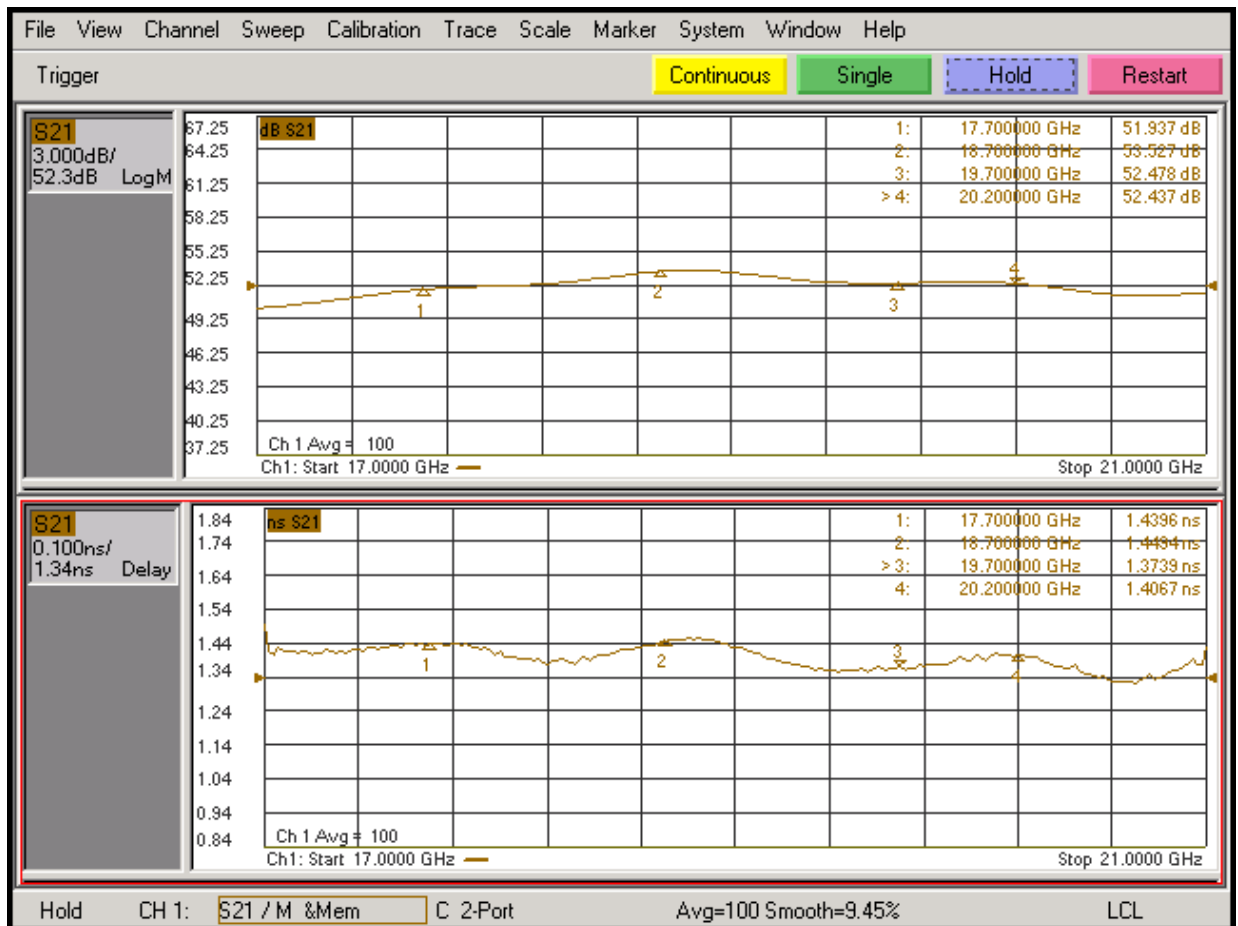 File View Channel Sweep Calibration Trace Scale Marker System Window Help
Trigger Continuous Single Hold Restart
S21
3.000dB/
52.3dB LogM
67.25
64.25
61.25
58.25
55.25
52.25
49.25
46.25
43.25
40.25
37.25
dB S21
1: 17.700000 GHz 51.937 dB
2: 18.700000 GHz 53.527 dB
3: 19.700000 GHz 52.478 dB
> 4: 20.200000 GHz 52.437 dB
1
2
3
4
Ch 1 Avg = 100
Ch1: Start 17.0000 GHz
Stop 21.0000 GHz
S21
0.100ns/
1.34ns Delay
1.84
1.74
1.64
1.54
1.44
1.34
1.24
1.14
1.04
0.94
0.84
ns S21
1: 17.700000 GHz 1.4396 ns
2: 18.700000 GHz 1.4494 ns
> 3: 19.700000 GHz 1.3739 ns
4: 20.200000 GHz 1.4067 ns
1
2
3
4
Ch 1 Avg = 100
Ch1: Start 17.0000 GHz
Stop 21.0000 GHz
Hold CH 1: S21 / M &Mem C 2-Port Avg=100 Smooth=9.45% LCL